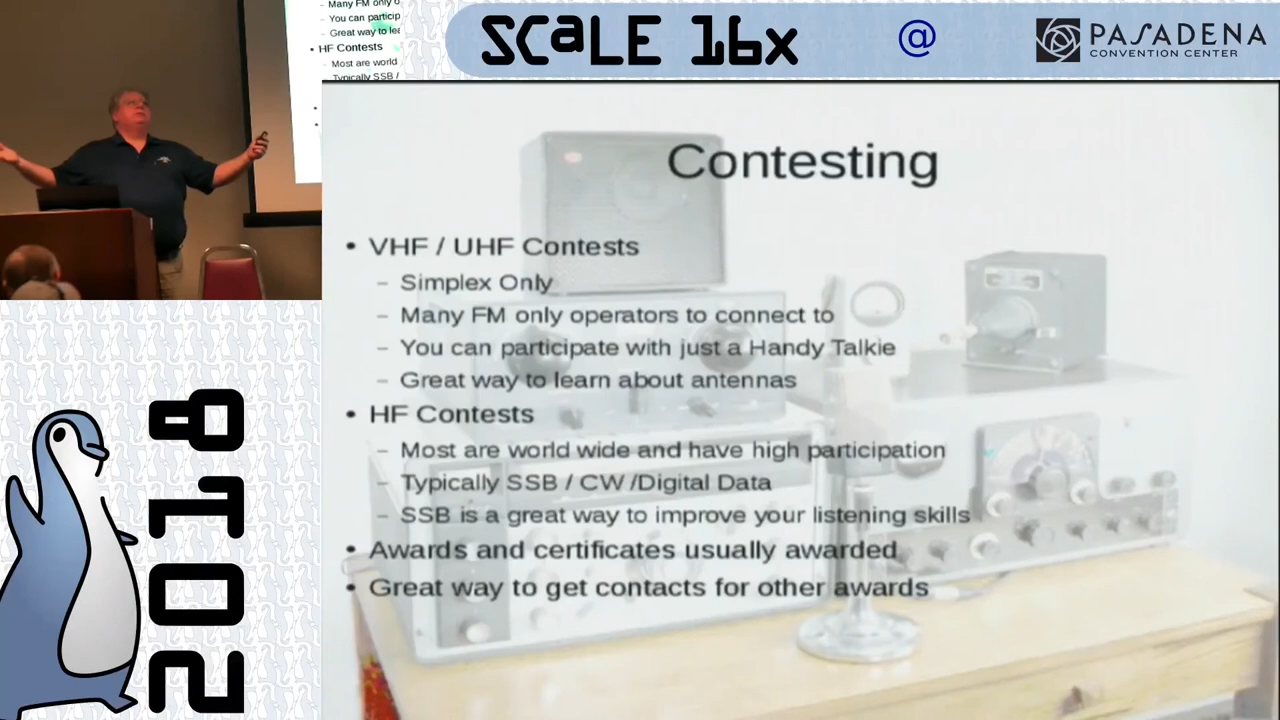 Many FM only o
– You can particip
– Great way to lea
• HF Contests
– Most are world
– Typically SSB /
SCaLE 16x
@
PASADENA
CONVENTION CENTER
Contesting
• VHF / UHF Contests
– Simplex Only
– Many FM only operators to connect to
– You can participate with just a Handy Talkie
– Great way to learn about antennas
• HF Contests
– Most are world wide and have high participation
– Typically SSB / CW /Digital Data
– SSB is a great way to improve your listening skills
• Awards and certificates usually awarded
• Great way to get contacts for other awards
2018